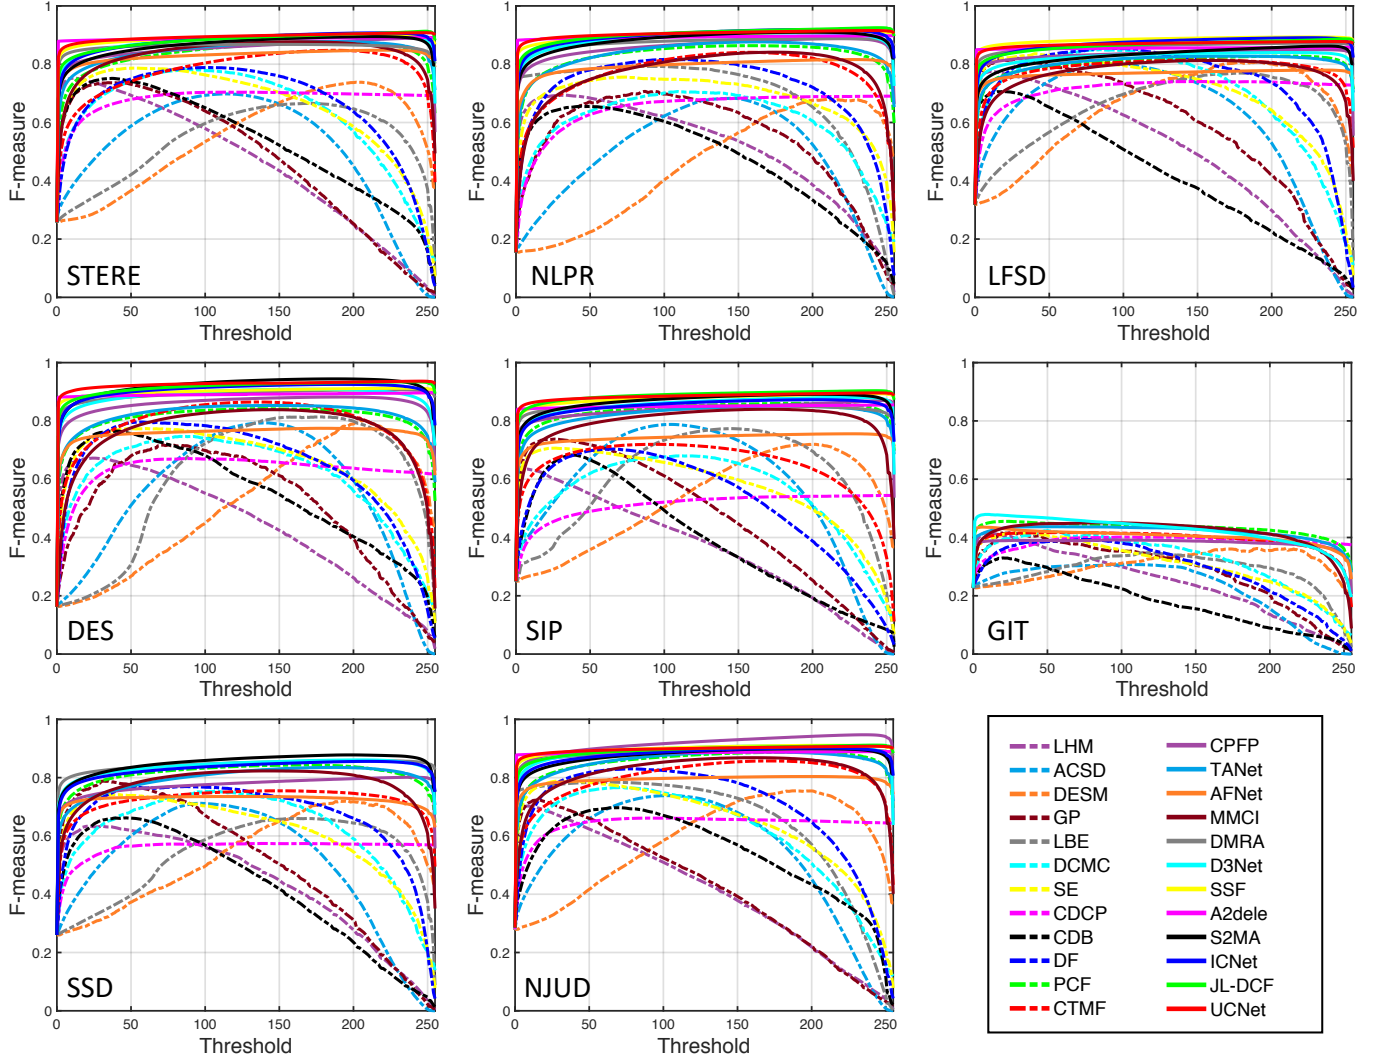 1
0.8
0.6
0.4
0.2
0
F-measure
STERE
0 50 100 150 200 250
Threshold
1
0.8
0.6
0.4
0.2
0
F-measure
NLPR
0 50 100 150 200 250
Threshold
1
0.8
0.6
0.4
0.2
0
F-measure
LFSD
0 50 100 150 200 250
Threshold
1
0.8
0.6
0.4
0.2
0
F-measure
DES
0 50 100 150 200 250
Threshold
1
0.8
0.6
0.4
0.2
0
F-measure
SIP
0 50 100 150 200 250
Threshold
1
0.8
0.6
0.4
0.2
0
F-measure
GIT
0 50 100 150 200 250
Threshold
1
0.8
0.6
0.4
0.2
0
F-measure
SSD
0 50 100 150 200 250
Threshold
1
0.8
0.6
0.4
0.2
0
F-measure
NJUD
0 50 100 150 200 250
Threshold
LHM CPFP
ACSD TANet
DESM AFNet
GP MMCI
LBE DMRA
DCMC D3Net
SE SSF
CDCP A2dele
CDB S2MA
DF ICNet
PCF JL-DCF
CTMF UCNet